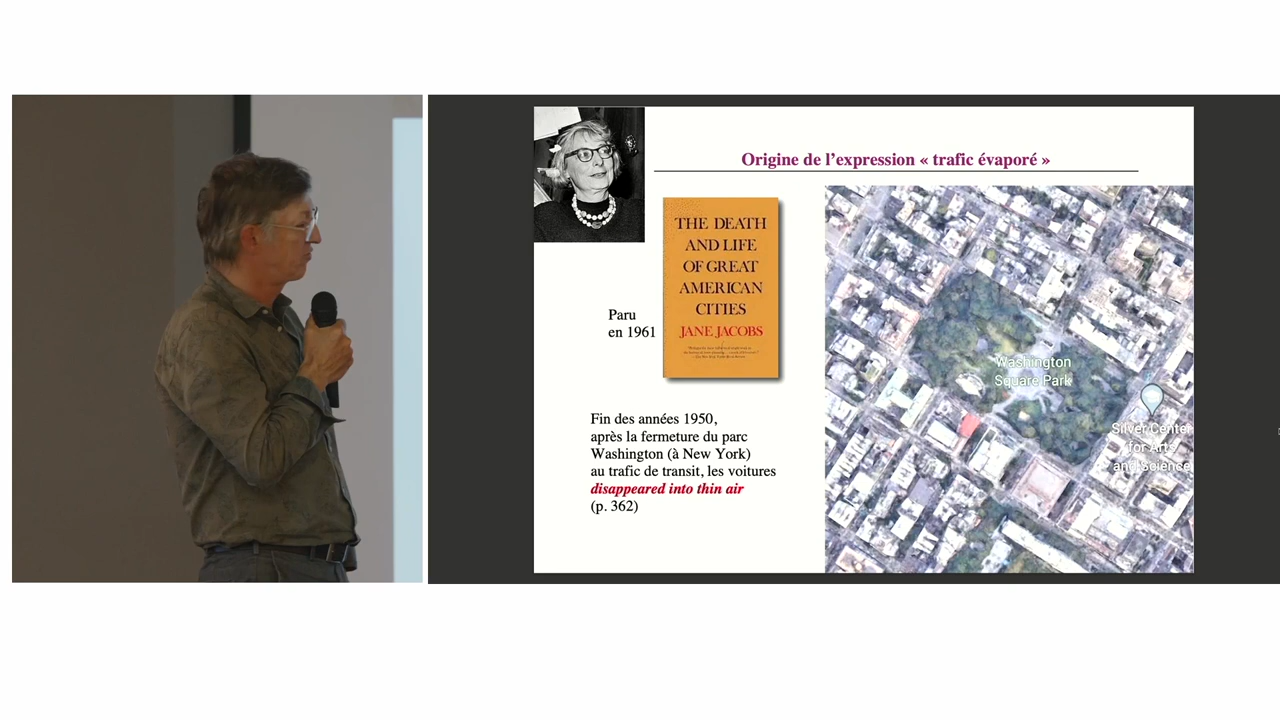 Origine de l’expression « trafic évaporé »
THE DEATH
AND LIFE
OF GREAT
AMERICAN
CITIES
JANE JACOBS
Paru
en 1961
Fin des années 1950,
après la fermeture du parc
Washington (à New York)
au trafic de transit, les voitures
disappeared into thin air
(p. 362)
Washington
Square Park
Silver Center
for Arts
and Science